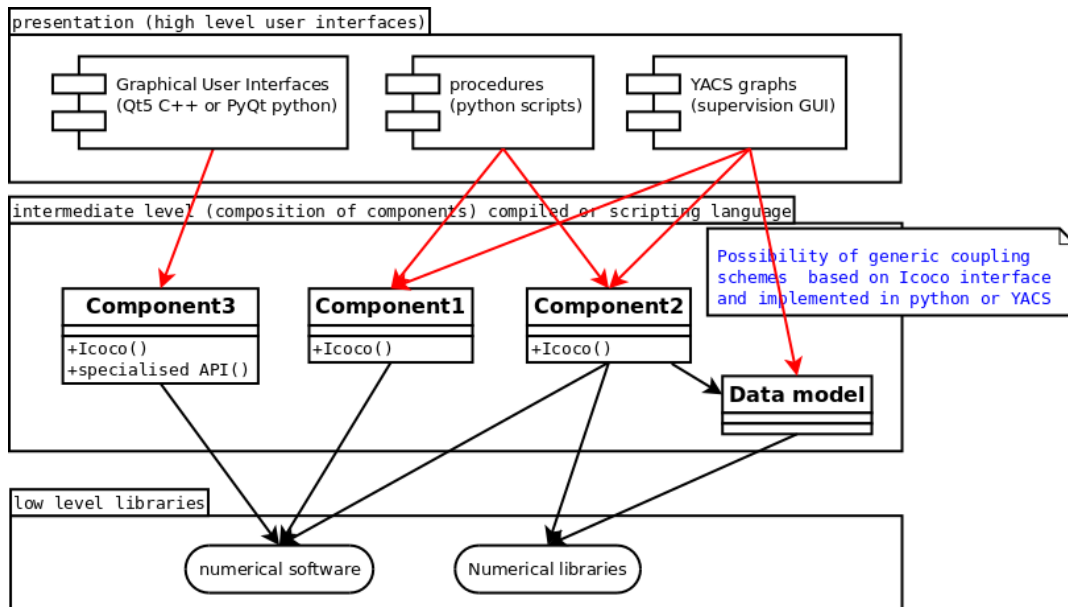 presentation (high level user interfaces)
Graphical User Interfaces
(Qt5 C++ or PyQt python)
procedures
(python scripts)
YACS graphs
(supervision GUI)
intermediate level (composition of components) compiled or scripting language
Possibility of generic coupling
schemes  based on Icoco interface
and implemented in python or YACS
Component3
+Icoco()
+specialised API()
Component1
+Icoco()
Component2
+Icoco()
Data model
low level libraries
numerical software
Numerical libraries